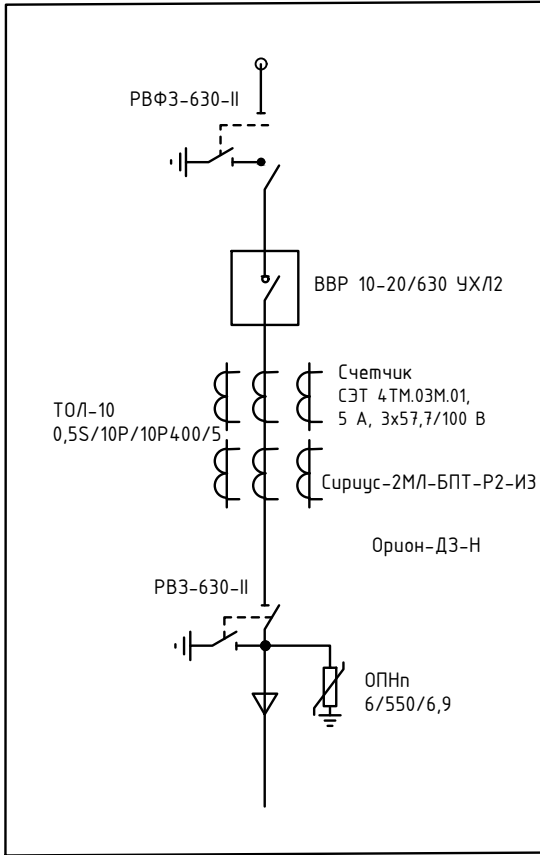 РВФЗ-630-II
ВВР 10-20/630 УХЛ2
Счетчик
СЭТ 4ТМ.03М.01,
5 А, 3х57,7/100 В
ТОЛ-10
0,5S/10Р/10Р400/5
Сириус-2МЛ-БПТ-Р2-ИЗ
Орион-ДЗ-Н
РВЗ-630-II
ОПНп
6/550/6,9